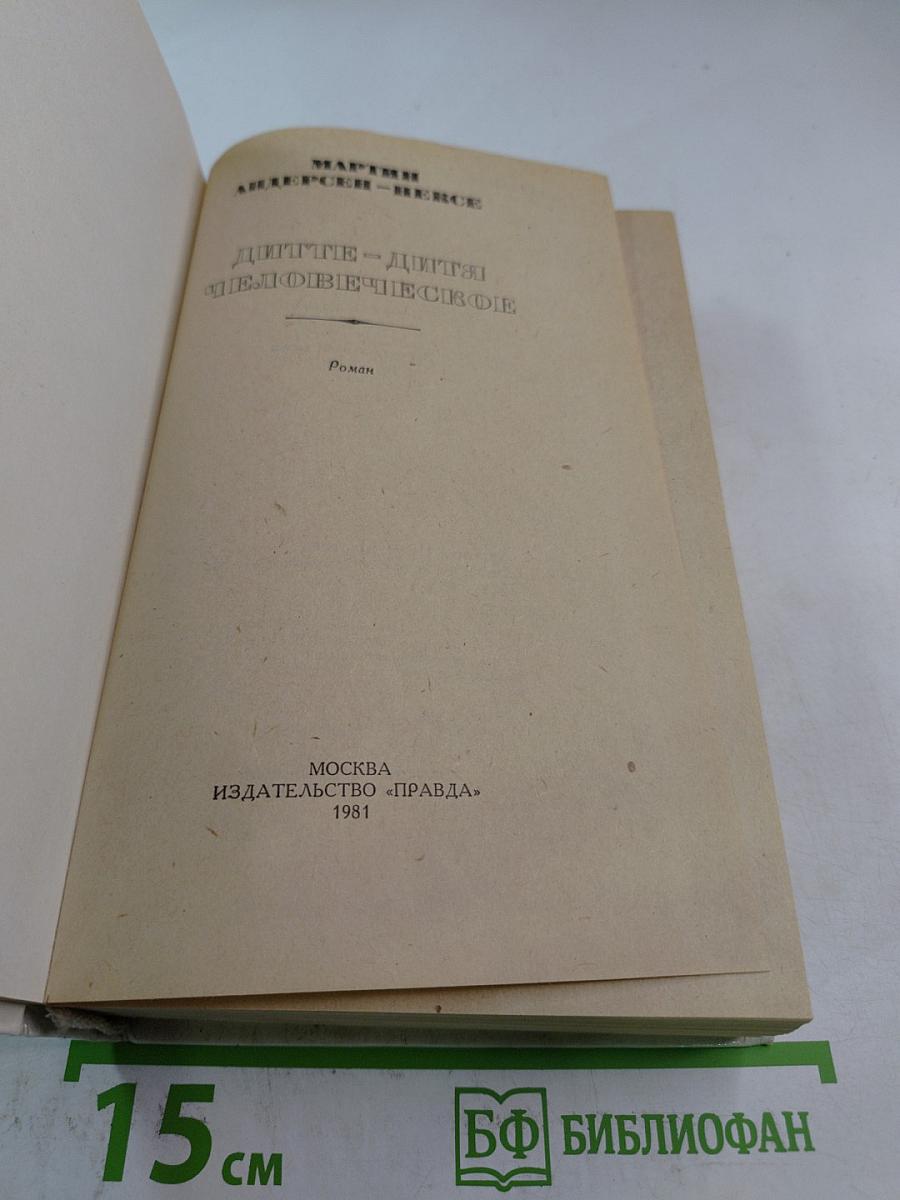 МАРТИН
АНДЕРСЕН-НЕКСЕ
ДИТТЕ-ДИТЯ
ЧЕЛОВЕЧЕСКОЕ
Роман
МОСКВА
ИЗДАТЕЛЬСТВО «ПРАВДА»
1981
15 см
БФ БИБЛИОФАН